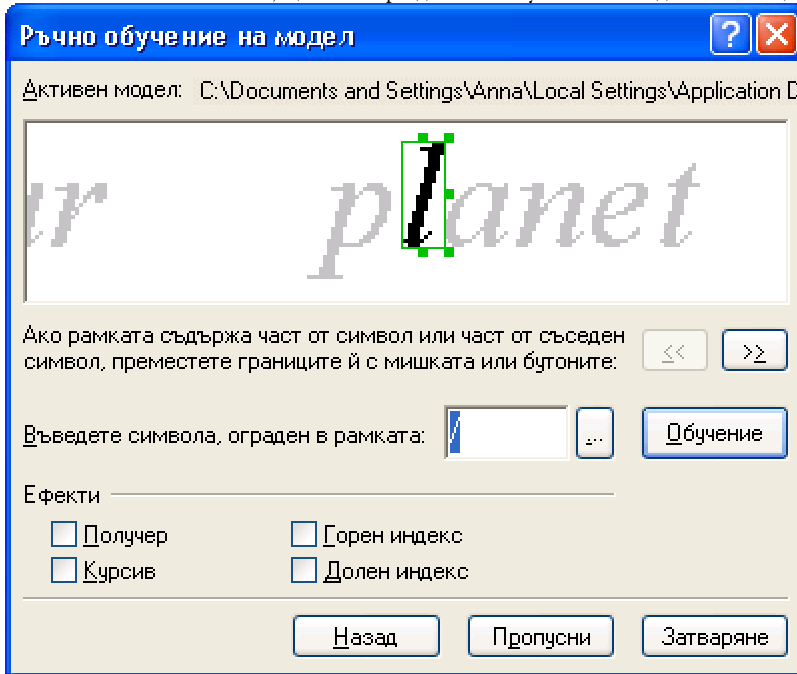 Ръчно обучение на модел
Активен модел: C:\Documents and Settings\Anna\Local Settings\Application D
ar planet
Ако рамката съдържа част от символ или част от съседен
символ, преместете границите й с мишката или бутоните:
<< >>
Въведете символа, ограден в рамката: / ... Обучение
Ефекти
Получер Горен индекс
Курсив Долен индекс
Назад Пропусни Затваряне